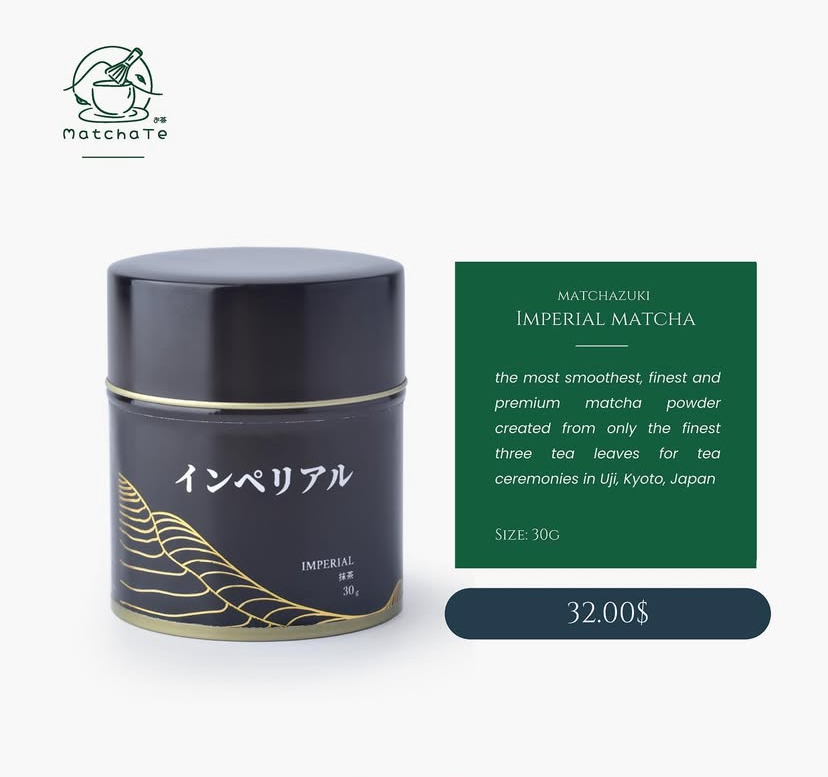 お茶
MatchaTe
インペリアル
IMPERIAL
抹茶
30g
MATCHAZUKI
IMPERIAL MATCHA
the most smoothest, finest and
premium matcha powder
created from only the finest
three tea leaves for tea
ceremonies in Uji, Kyoto, Japan
SIZE: 30G
32.00$